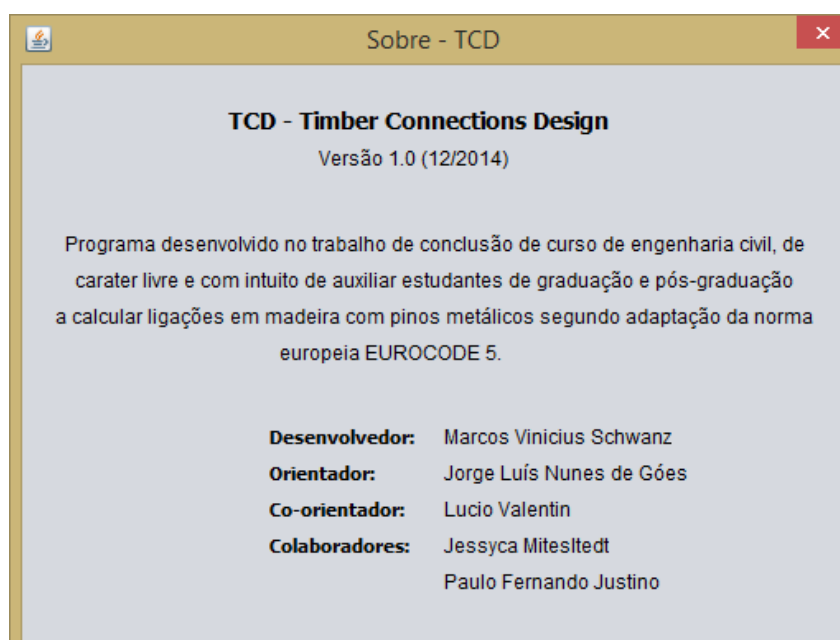 Sobre - TCD
TCD - Timber Connections Design
Versão 1.0 (12/2014)
Programa desenvolvido no trabalho de conclusão de curso de engenharia civil, de
carater livre e com intuito de auxiliar estudantes de graduação e pós-graduação
a calcular ligações em madeira com pinos metálicos segundo adaptação da norma
europeia EUROCODE 5.
Desenvolvedor: Marcos Vinicius Schwanz
Orientador: Jorge Luís Nunes de Góes
Co-orientador: Lucio Valentin
Colaboradores: Jessyca Mitesltedt
Paulo Fernando Justino